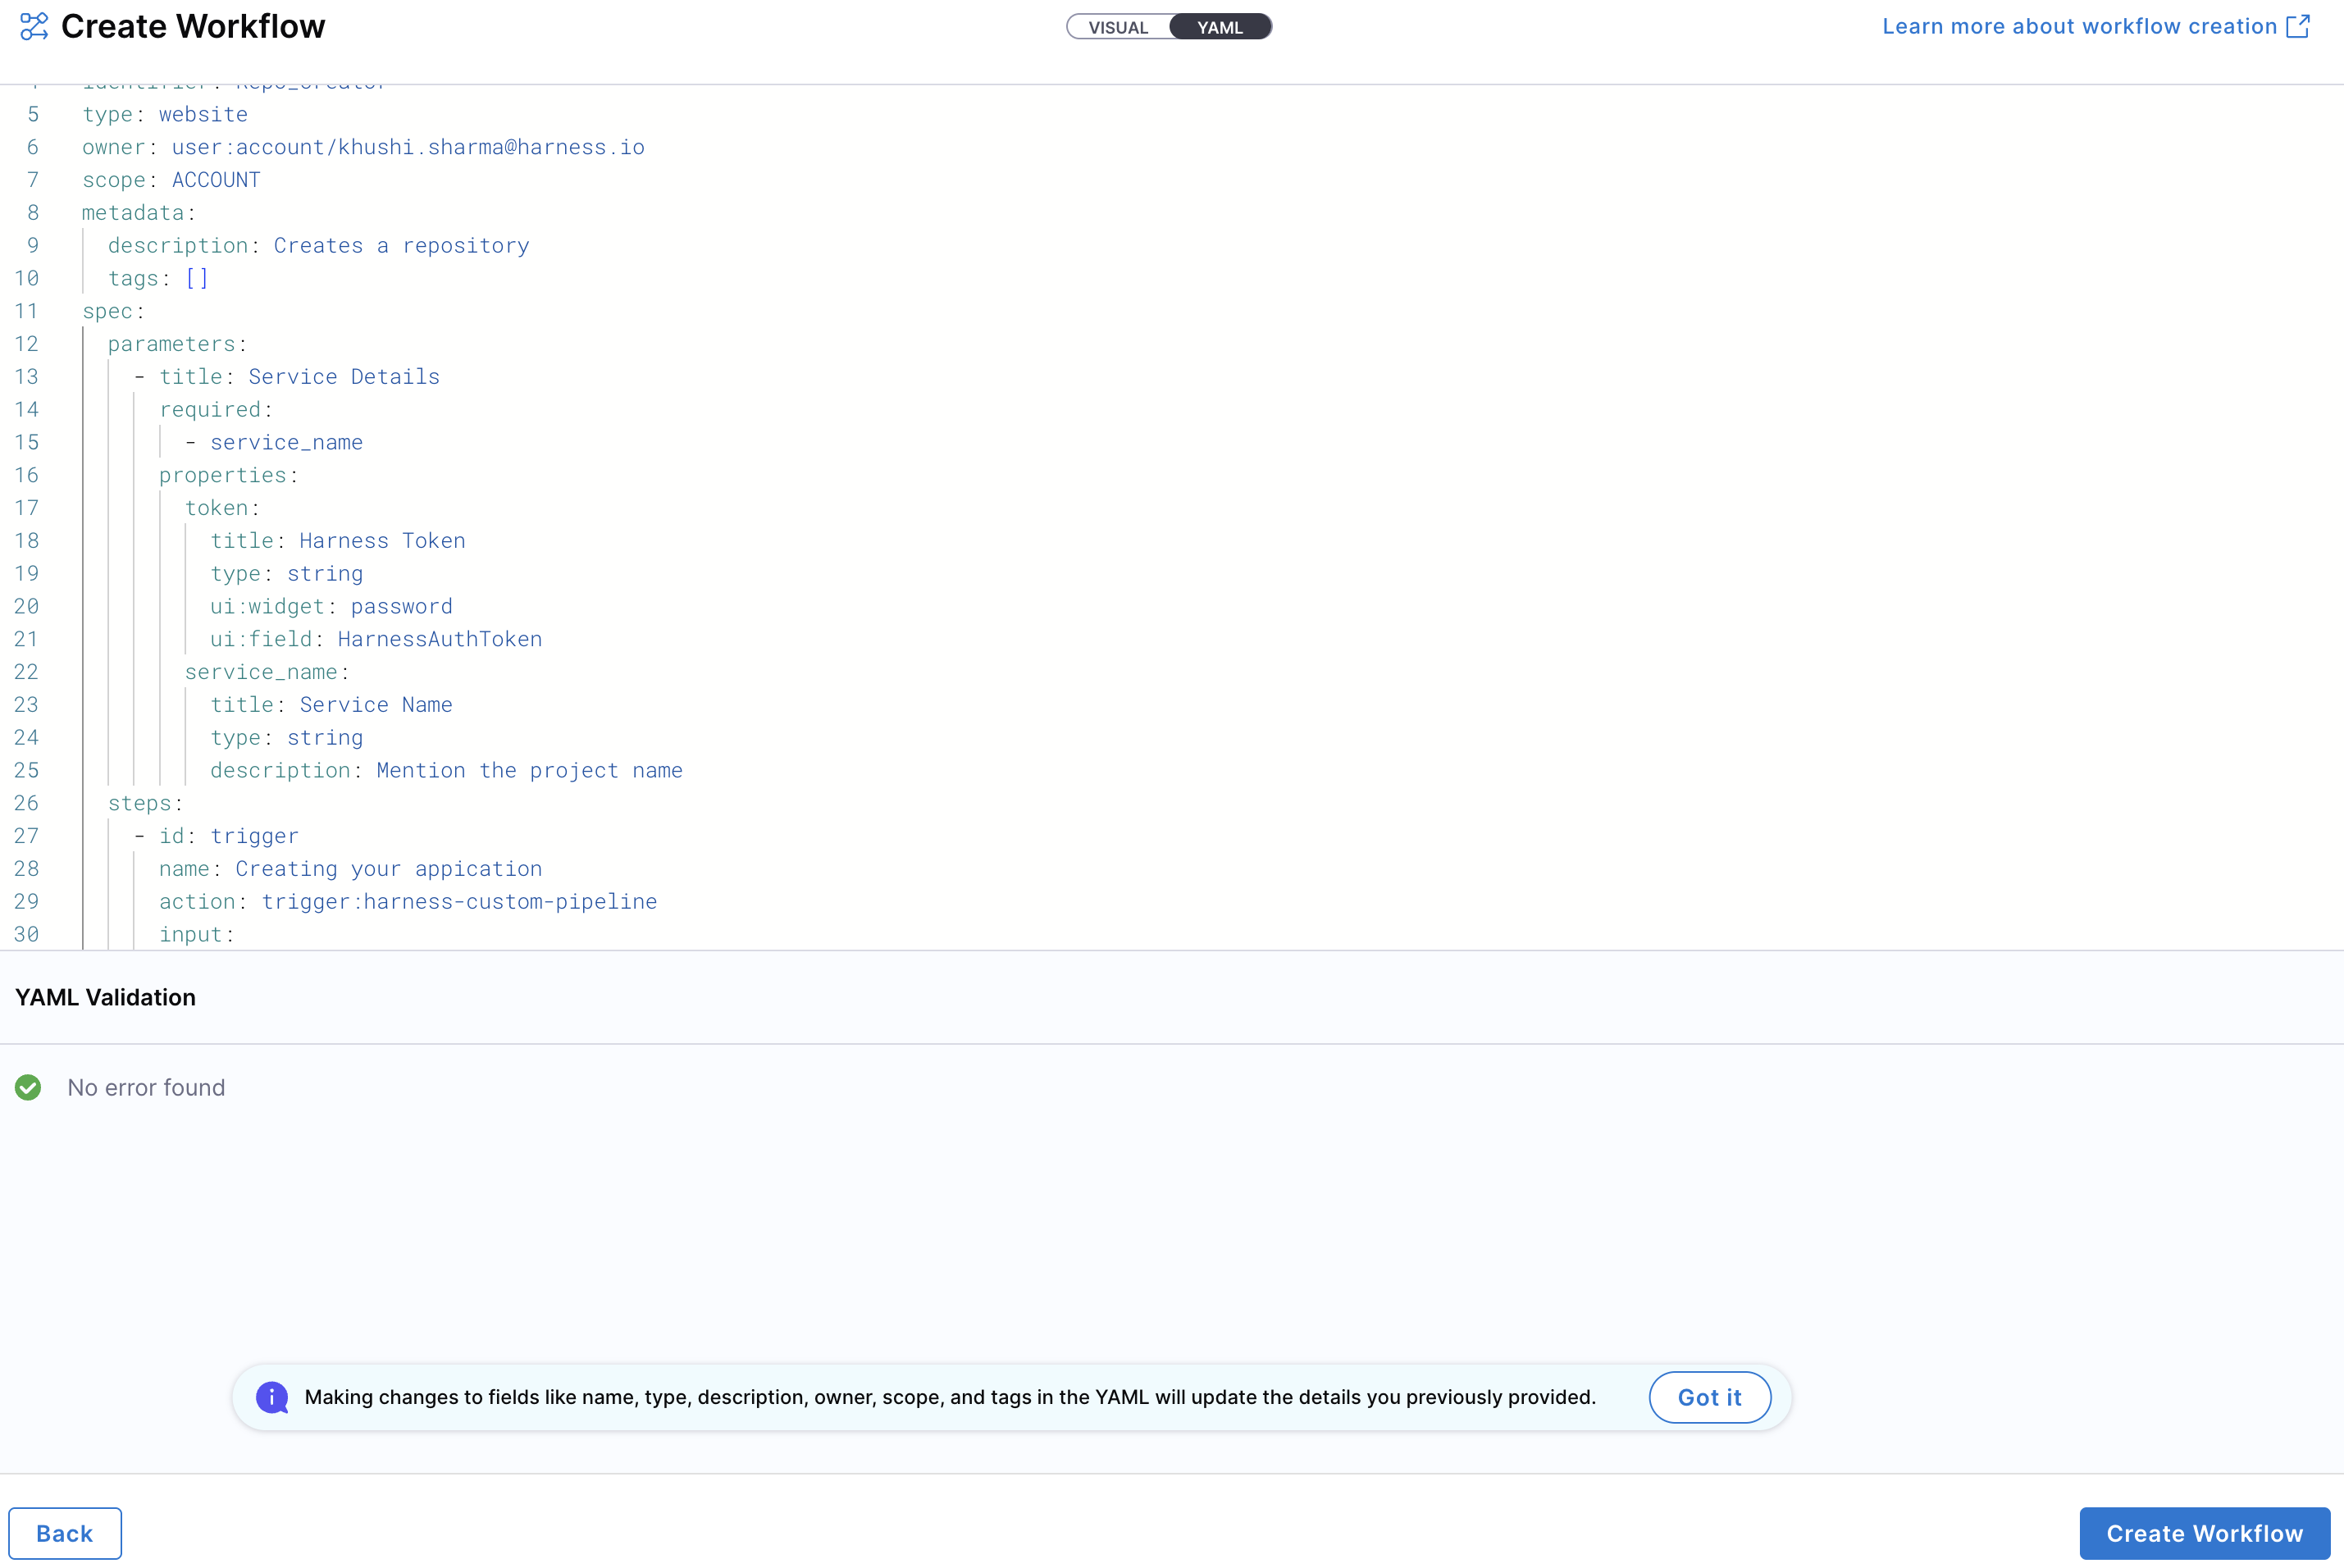 Create Workflow
VISUAL
YAML
Learn more about workflow creation
identifier: Repo_creator
5 type: website
6 owner: user:account/khushi.sharma@harness.io
7 scope: ACCOUNT
8 metadata:
9 description: Creates a repository
10 tags: []
11 spec:
12 parameters:
13 - title: Service Details
14 required:
15 - service_name
16 properties:
17 token:
18 title: Harness Token
19 type: string
20 ui:widget: password
21 ui:field: HarnessAuthToken
22 service_name:
23 title: Service Name
24 type: string
25 description: Mention the project name
26 steps:
27 - id: trigger
28 name: Creating your appication
29 action: trigger:harness-custom-pipeline
30 input:
YAML Validation
No error found
Making changes to fields like name, type, description, owner, scope, and tags in the YAML will update the details you previously provided.
Got it
Back
Create Workflow